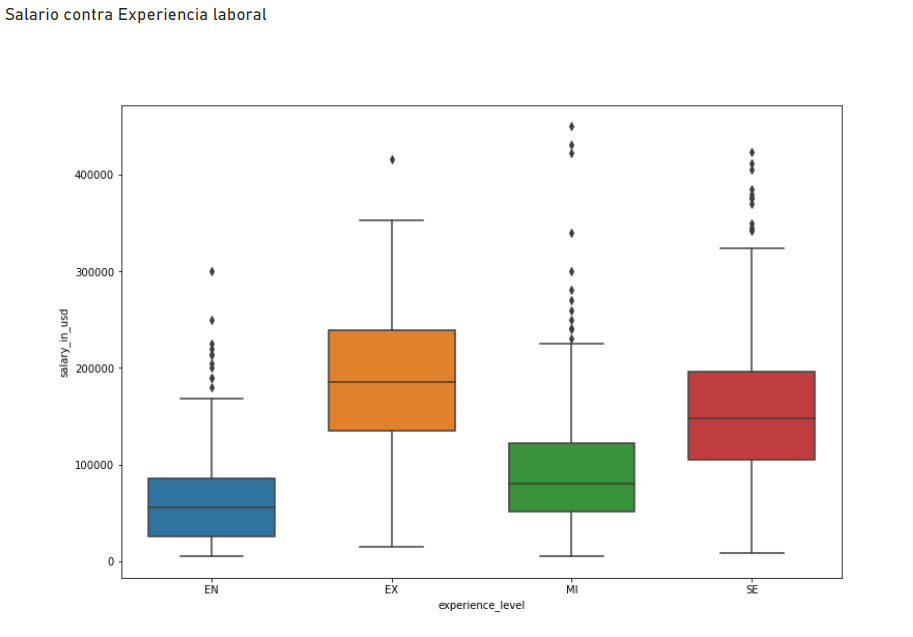 Salario contra Experiencia laboral
400000
300000
200000
100000
0
salary_in_usd
EN EX MI SE
experience_level